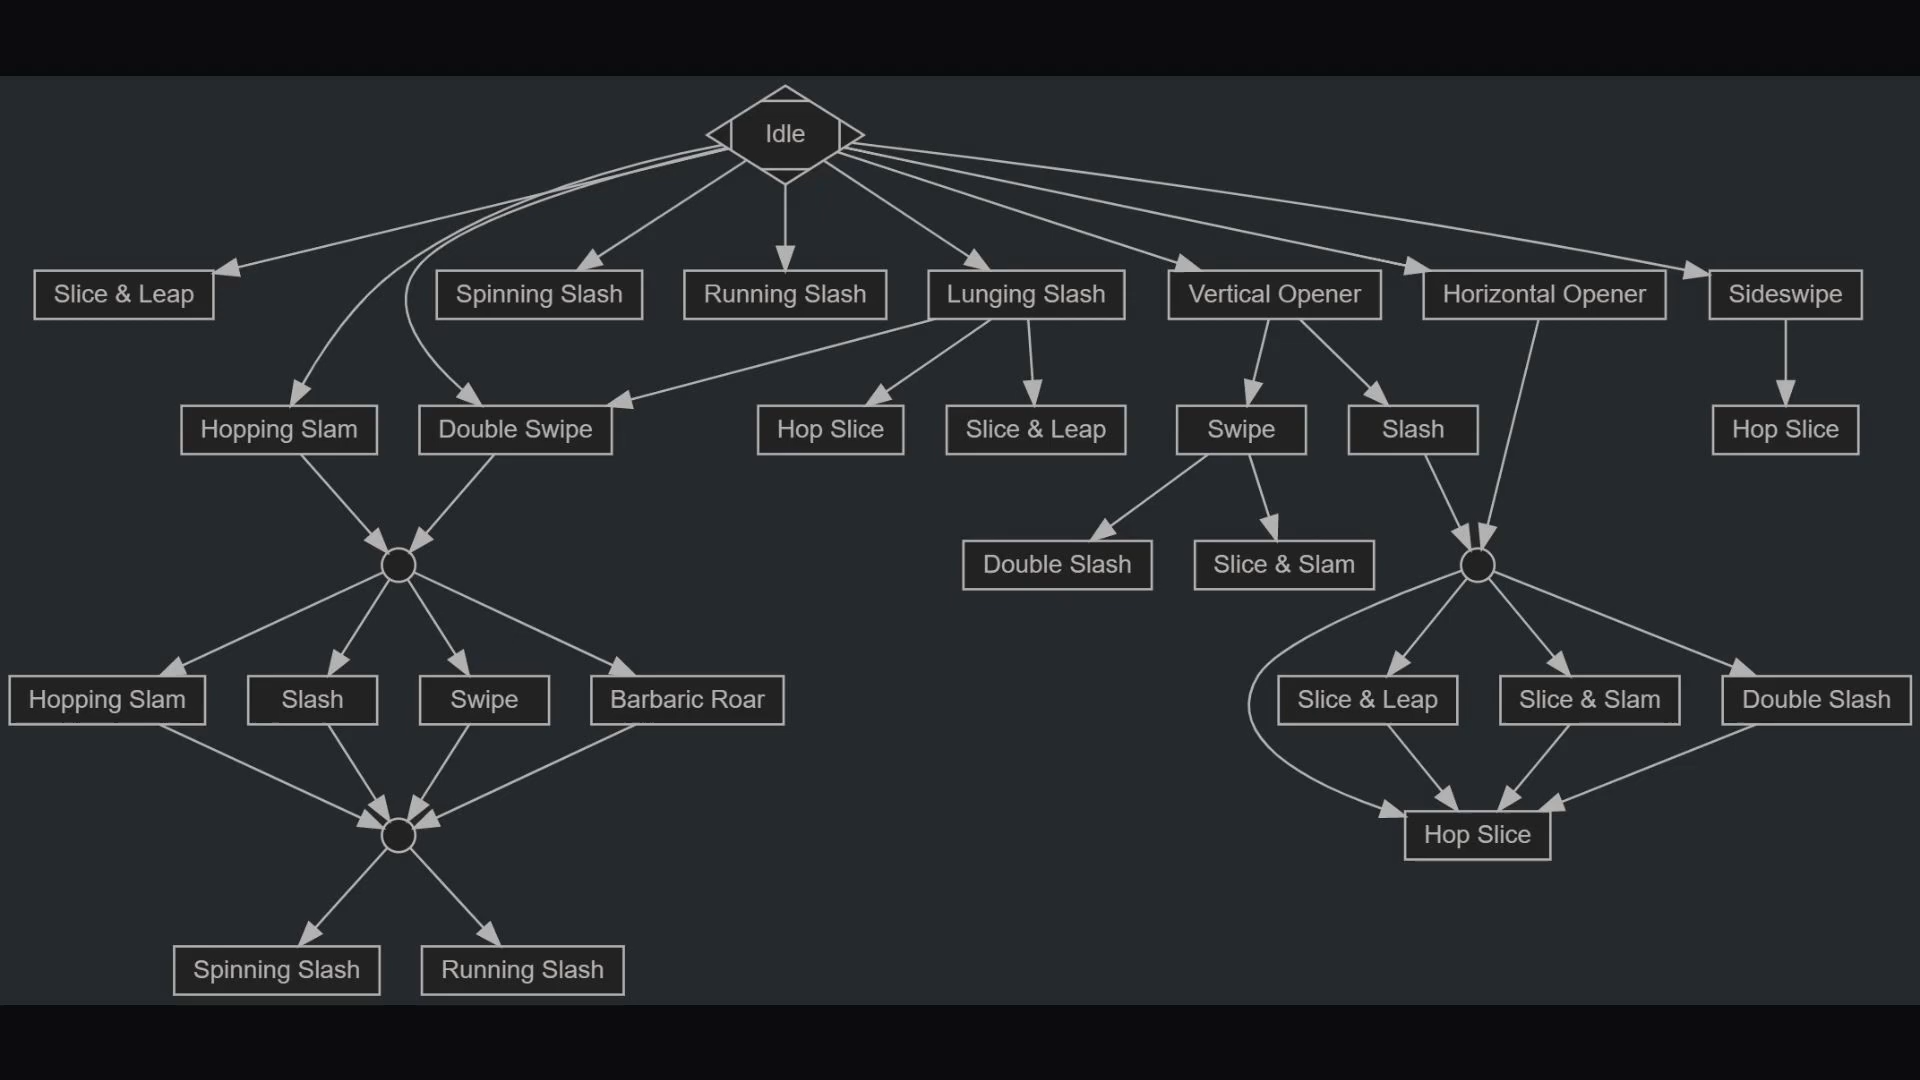 Idle
Slice & Leap
Spinning Slash
Running Slash
Lunging Slash
Vertical Opener
Horizontal Opener
Sideswipe
Hopping Slam
Double Swipe
Hop Slice
Slice & Leap
Swipe
Slash
Hop Slice
Double Slash
Slice & Slam
Hopping Slam
Slash
Swipe
Barbaric Roar
Slice & Leap
Slice & Slam
Double Slash
Hop Slice
Spinning Slash
Running Slash